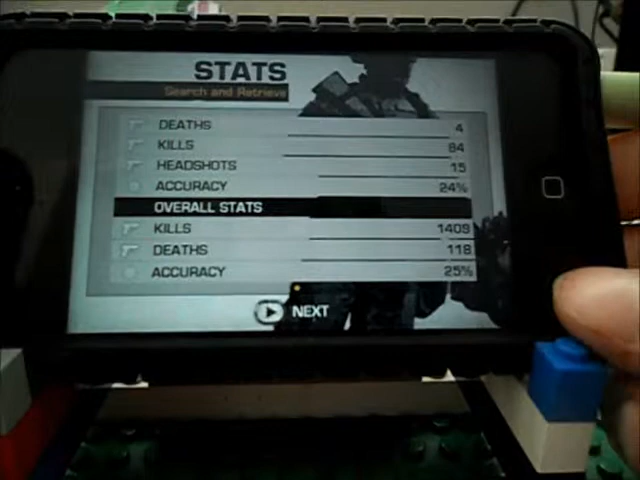 STATS
Search and Retrieve
DEATHS 4
KILLS 84
HEADSHOTS 15
ACCURACY 24%
OVERALL STATS
KILLS 1409
DEATHS 118
ACCURACY 25%
NEXT